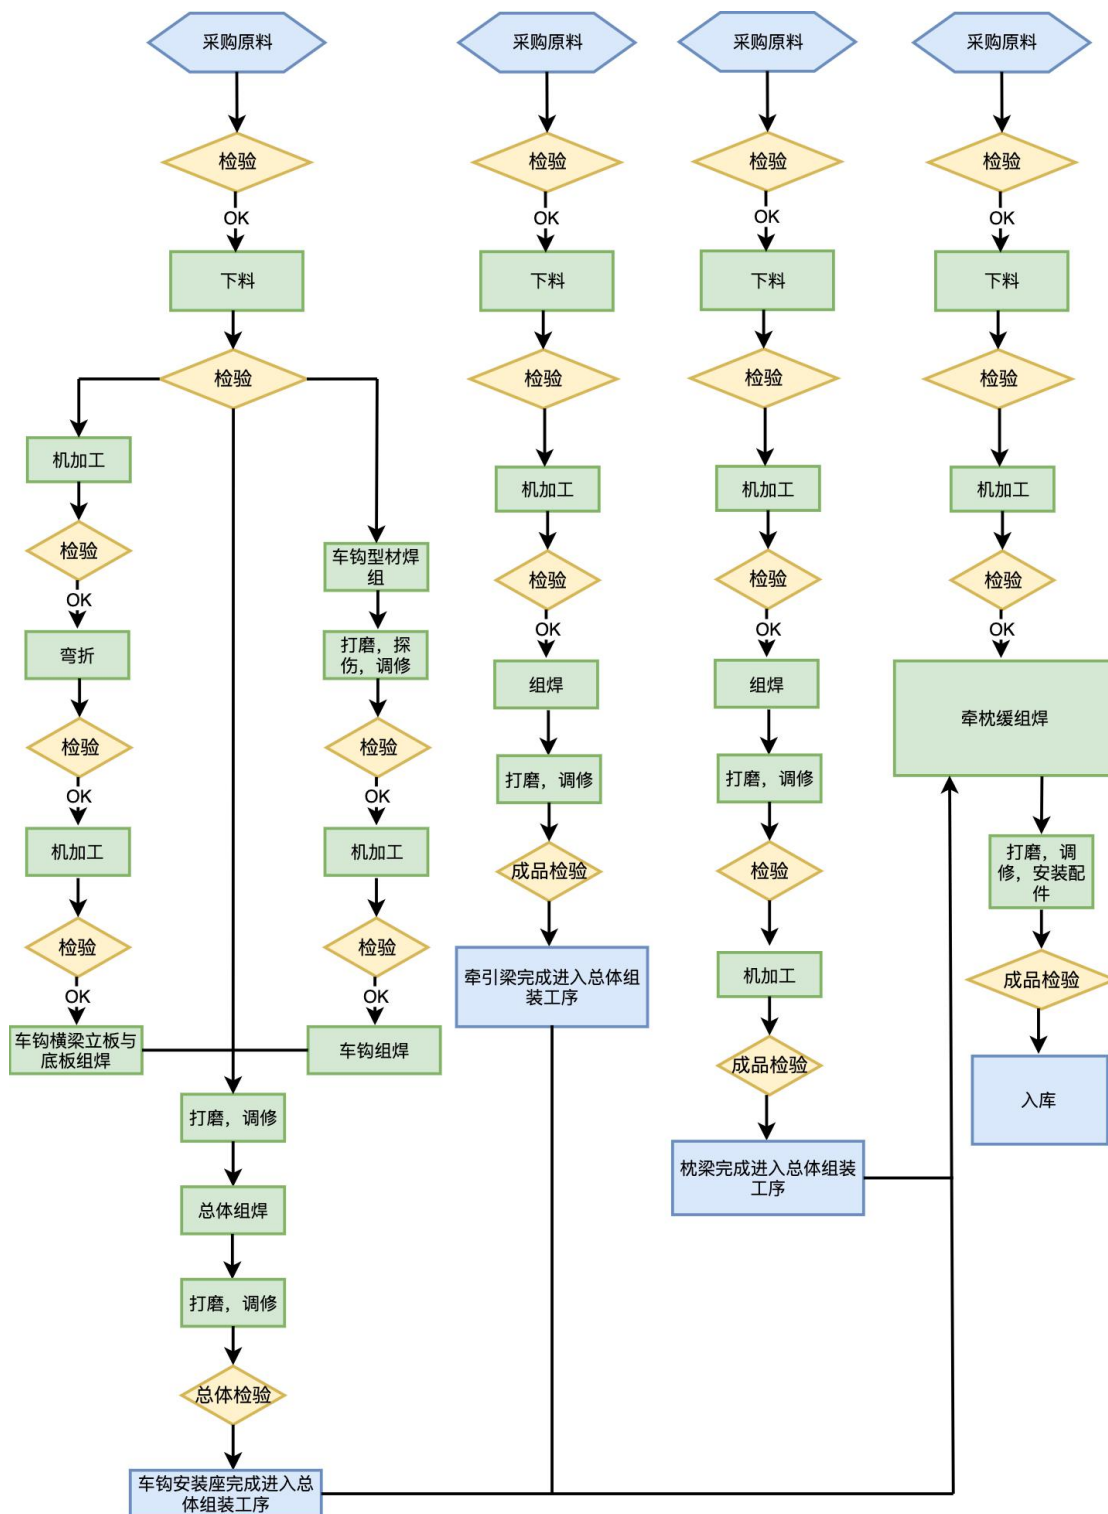 采购原料
检验
OK
下料
检验
机加工
检验
OK
弯折
检验
OK
机加工
检验
OK
车钩横梁立板与
底板组焊
车钩型材焊
组
打磨，探
伤，调修
检验
OK
机加工
检验
OK
车钩组焊
打磨，调修
总体组焊
打磨，调修
总体检验
车钩安装座完成进入总
体组装工序
采购原料
检验
OK
下料
检验
机加工
检验
OK
组焊
打磨，调修
成品检验
牵引梁完成进入总体组
装工序
采购原料
检验
OK
下料
检验
机加工
检验
OK
组焊
打磨，调修
检验
机加工
成品检验
枕梁完成进入总体组装
工序
采购原料
检验
OK
下料
检验
机加工
检验
OK
牵枕缓组焊
打磨，调
修，安装配
件
成品检验
入库